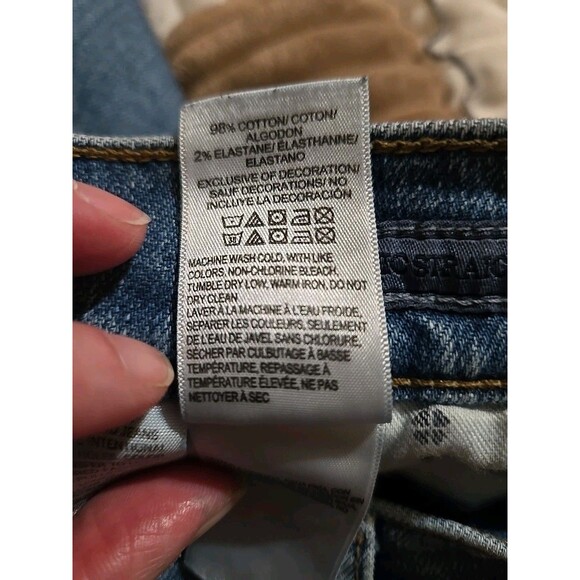 98% COTTON/ COTON/
ALGODON
2% ELASTANE/ ÉLASTHANNE/
ELASTANO
EXCLUSIVE OF DECORATION/
SAUF DECORATIONS/ NO
INCLUYE LA DECORACIÓN
MACHINE WASH COLD, WITH LIKE
COLORS, NON-CHLORINE BLEACH,
TUMBLE DRY LOW, WARM IRON, DO NOT
DRY CLEAN
LAVER À LA MACHINE À L'EAU FROIDE,
SEPARER LES COULEURS, SEULEMENT
DE L'EAU DE JAVEL SANS CHLORURE,
SÉCHER PAR CULBUTAGE À BASSE
TEMPÉRATURE, REPASSAGE À
TEMPÉRATURE ÉLEVÉE, NE PAS
NETTOYER À SEC